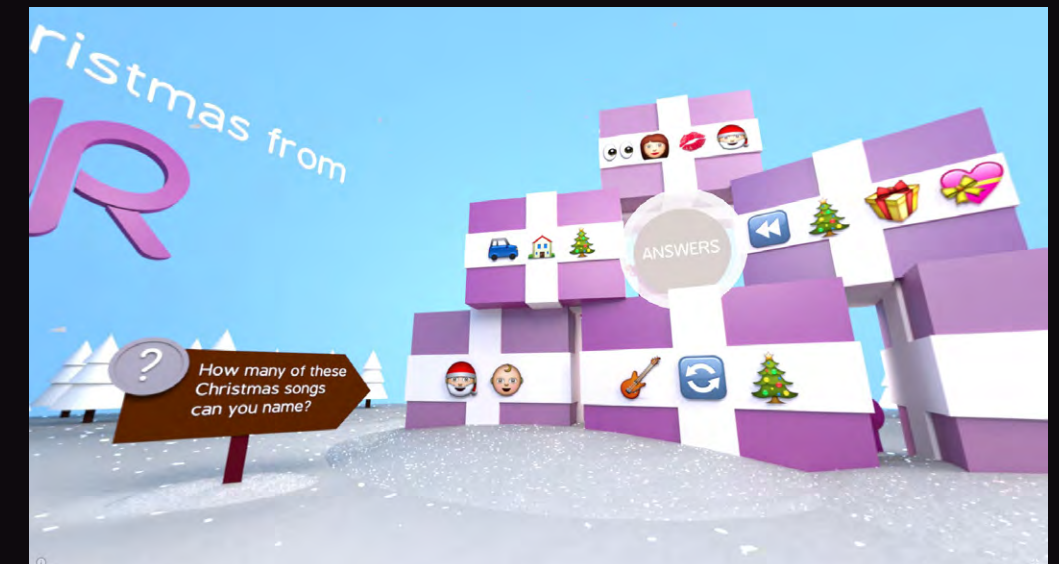 ristmas from
R
ANSWERS
?
How many of these
Christmas songs
can you name?